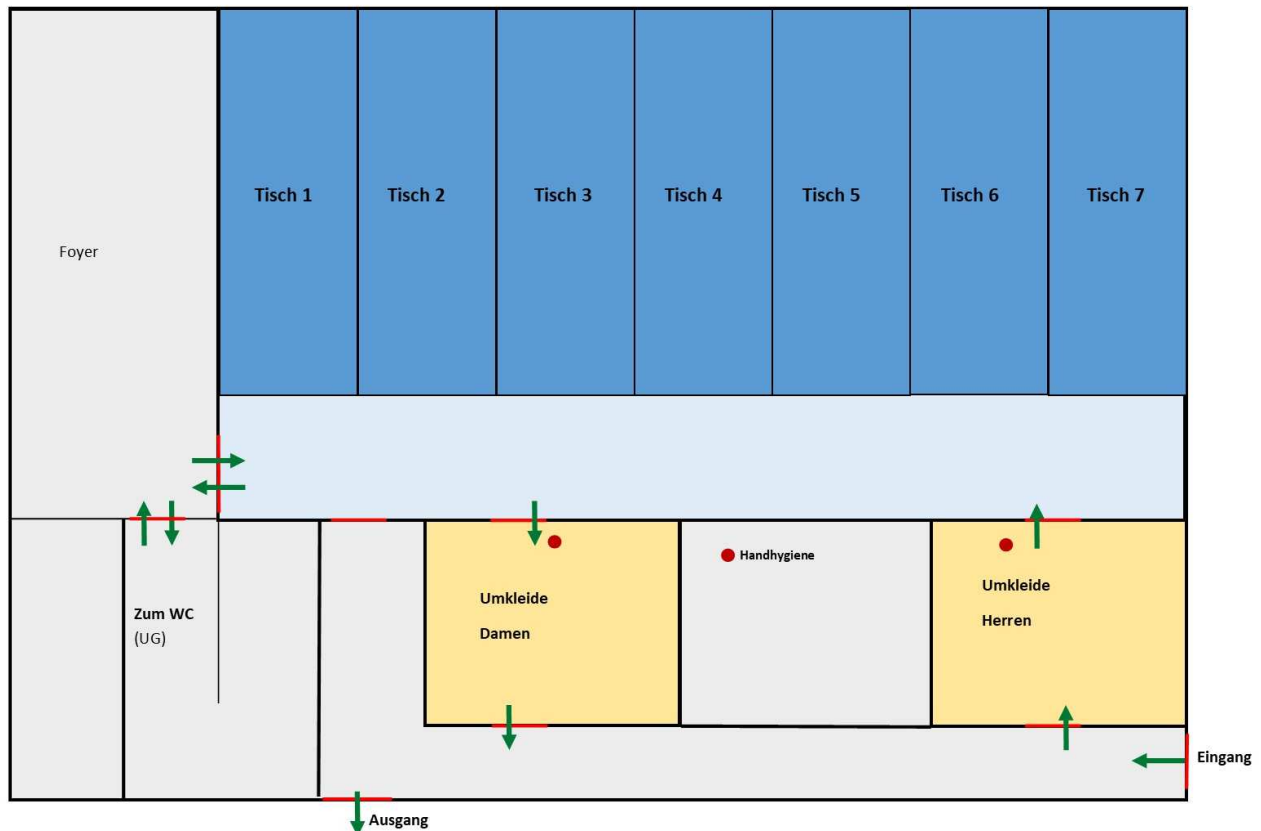 Tisch 1
Tisch 2
Tisch 3
Tisch 4
Tisch 5
Tisch 6
Tisch 7
Foyer
Handhygiene
Umkleide
Damen
Umkleide
Herren
Zum WC
(UG)
Eingang
Ausgang